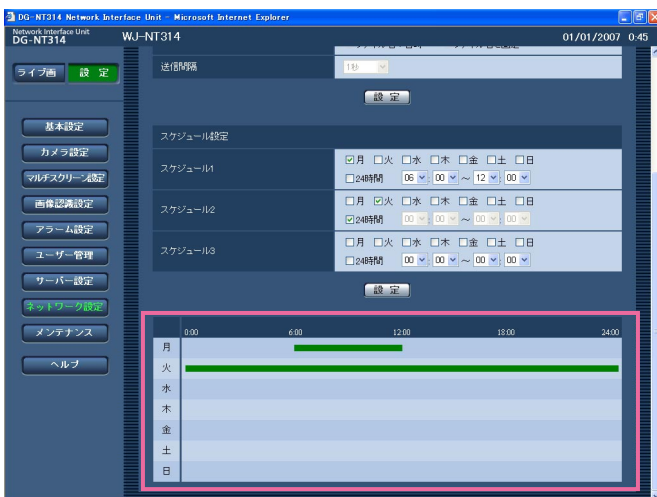 DG-NT314 Network Interface Unit - Microsoft Internet Explorer
Network Interface Unit
DG-NT314
WJ-NT314
01/01/2007 0:45
ライブ画
設 定
送信間隔
1秒
設 定
基本設定
カメラ設定
マルチスクリーン設定
画像認識設定
アラーム設定
ユーザー管理
サーバー設定
ネットワーク設定
メンテナンス
ヘルプ
スケジュール設定
スケジュール1
月 火 水 木 金 土 日
24時間 06 : 00 ～ 12 : 00
スケジュール2
月 火 水 木 金 土 日
24時間 00 : 00 ～ 00 : 00
スケジュール3
月 火 水 木 金 土 日
24時間 00 : 00 ～ 00 : 00
設 定
0:00 6:00 12:00 18:00 24:00
月
火
水
木
金
土
日